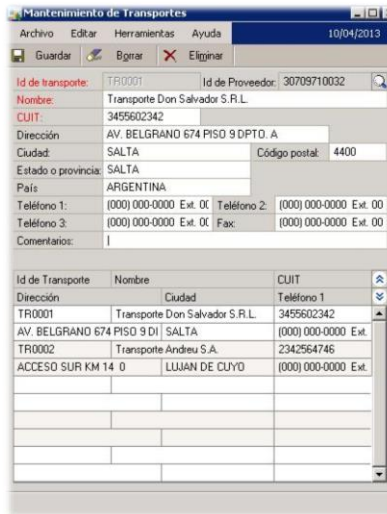 Mantenimiento de Transportes
Archivo Editar Herramientas Ayuda 10/04/2013
Guardar Borrar Eliminar
Id de transporte: TR0001 Id de Proveedor: 30709710032
Nombre: Transporte Don Salvador S.R.L.
CUIT: 3455602342
Dirección AV. BELGRANO 674 PISO 9 DPTO. A
Ciudad: SALTA Código postal: 4400
Estado o provincia: SALTA
País ARGENTINA
Teléfono 1: (000) 000-0000 Ext. 00 Teléfono 2: (000) 000-0000 Ext. 00
Teléfono 3: (000) 000-0000 Ext. 00 Fax: (000) 000-0000 Ext. 00
Comentarios:
Id de Transporte Nombre CUIT
Dirección Ciudad Teléfono 1
TR0001 Transporte Don Salvador S.R.L. 3455602342
AV. BELGRANO 674 PISO 9 DI SALTA (000) 000-0000 Ext.
TR0002 Transporte Andreu S.A. 2342564746
ACCESO SUR KM 14 0 LUJAN DE CUYO (000) 000-0000 Ext.